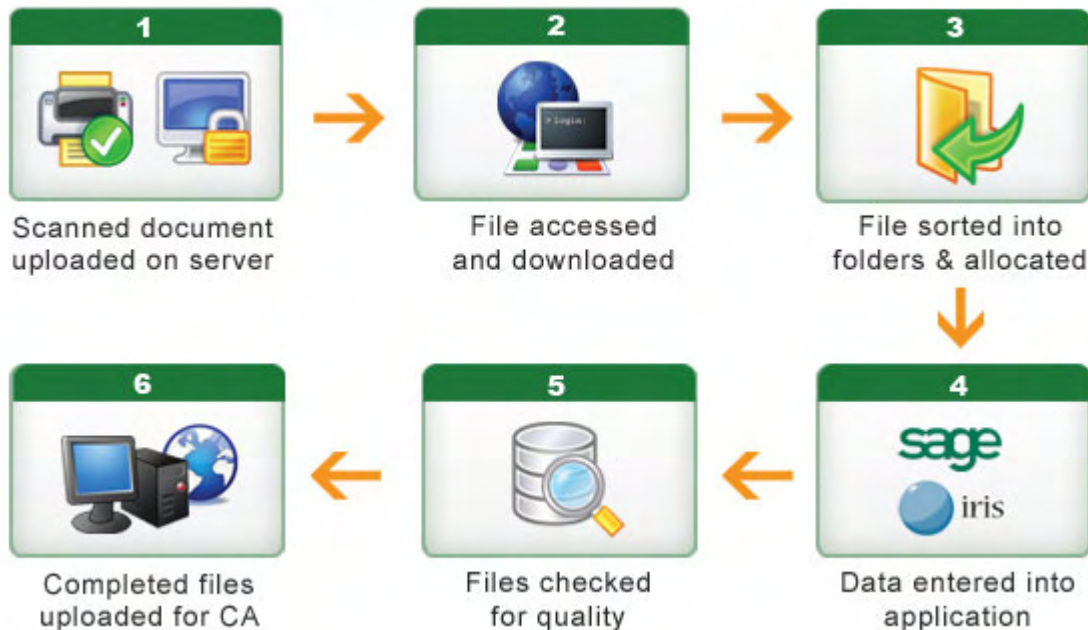 1
2
3
> login:
Scanned document
uploaded on server
File accessed
and downloaded
File sorted into
folders & allocated
4
sage
iris
Data entered into
application
5
Files checked
for quality
6
Completed files
uploaded for CA